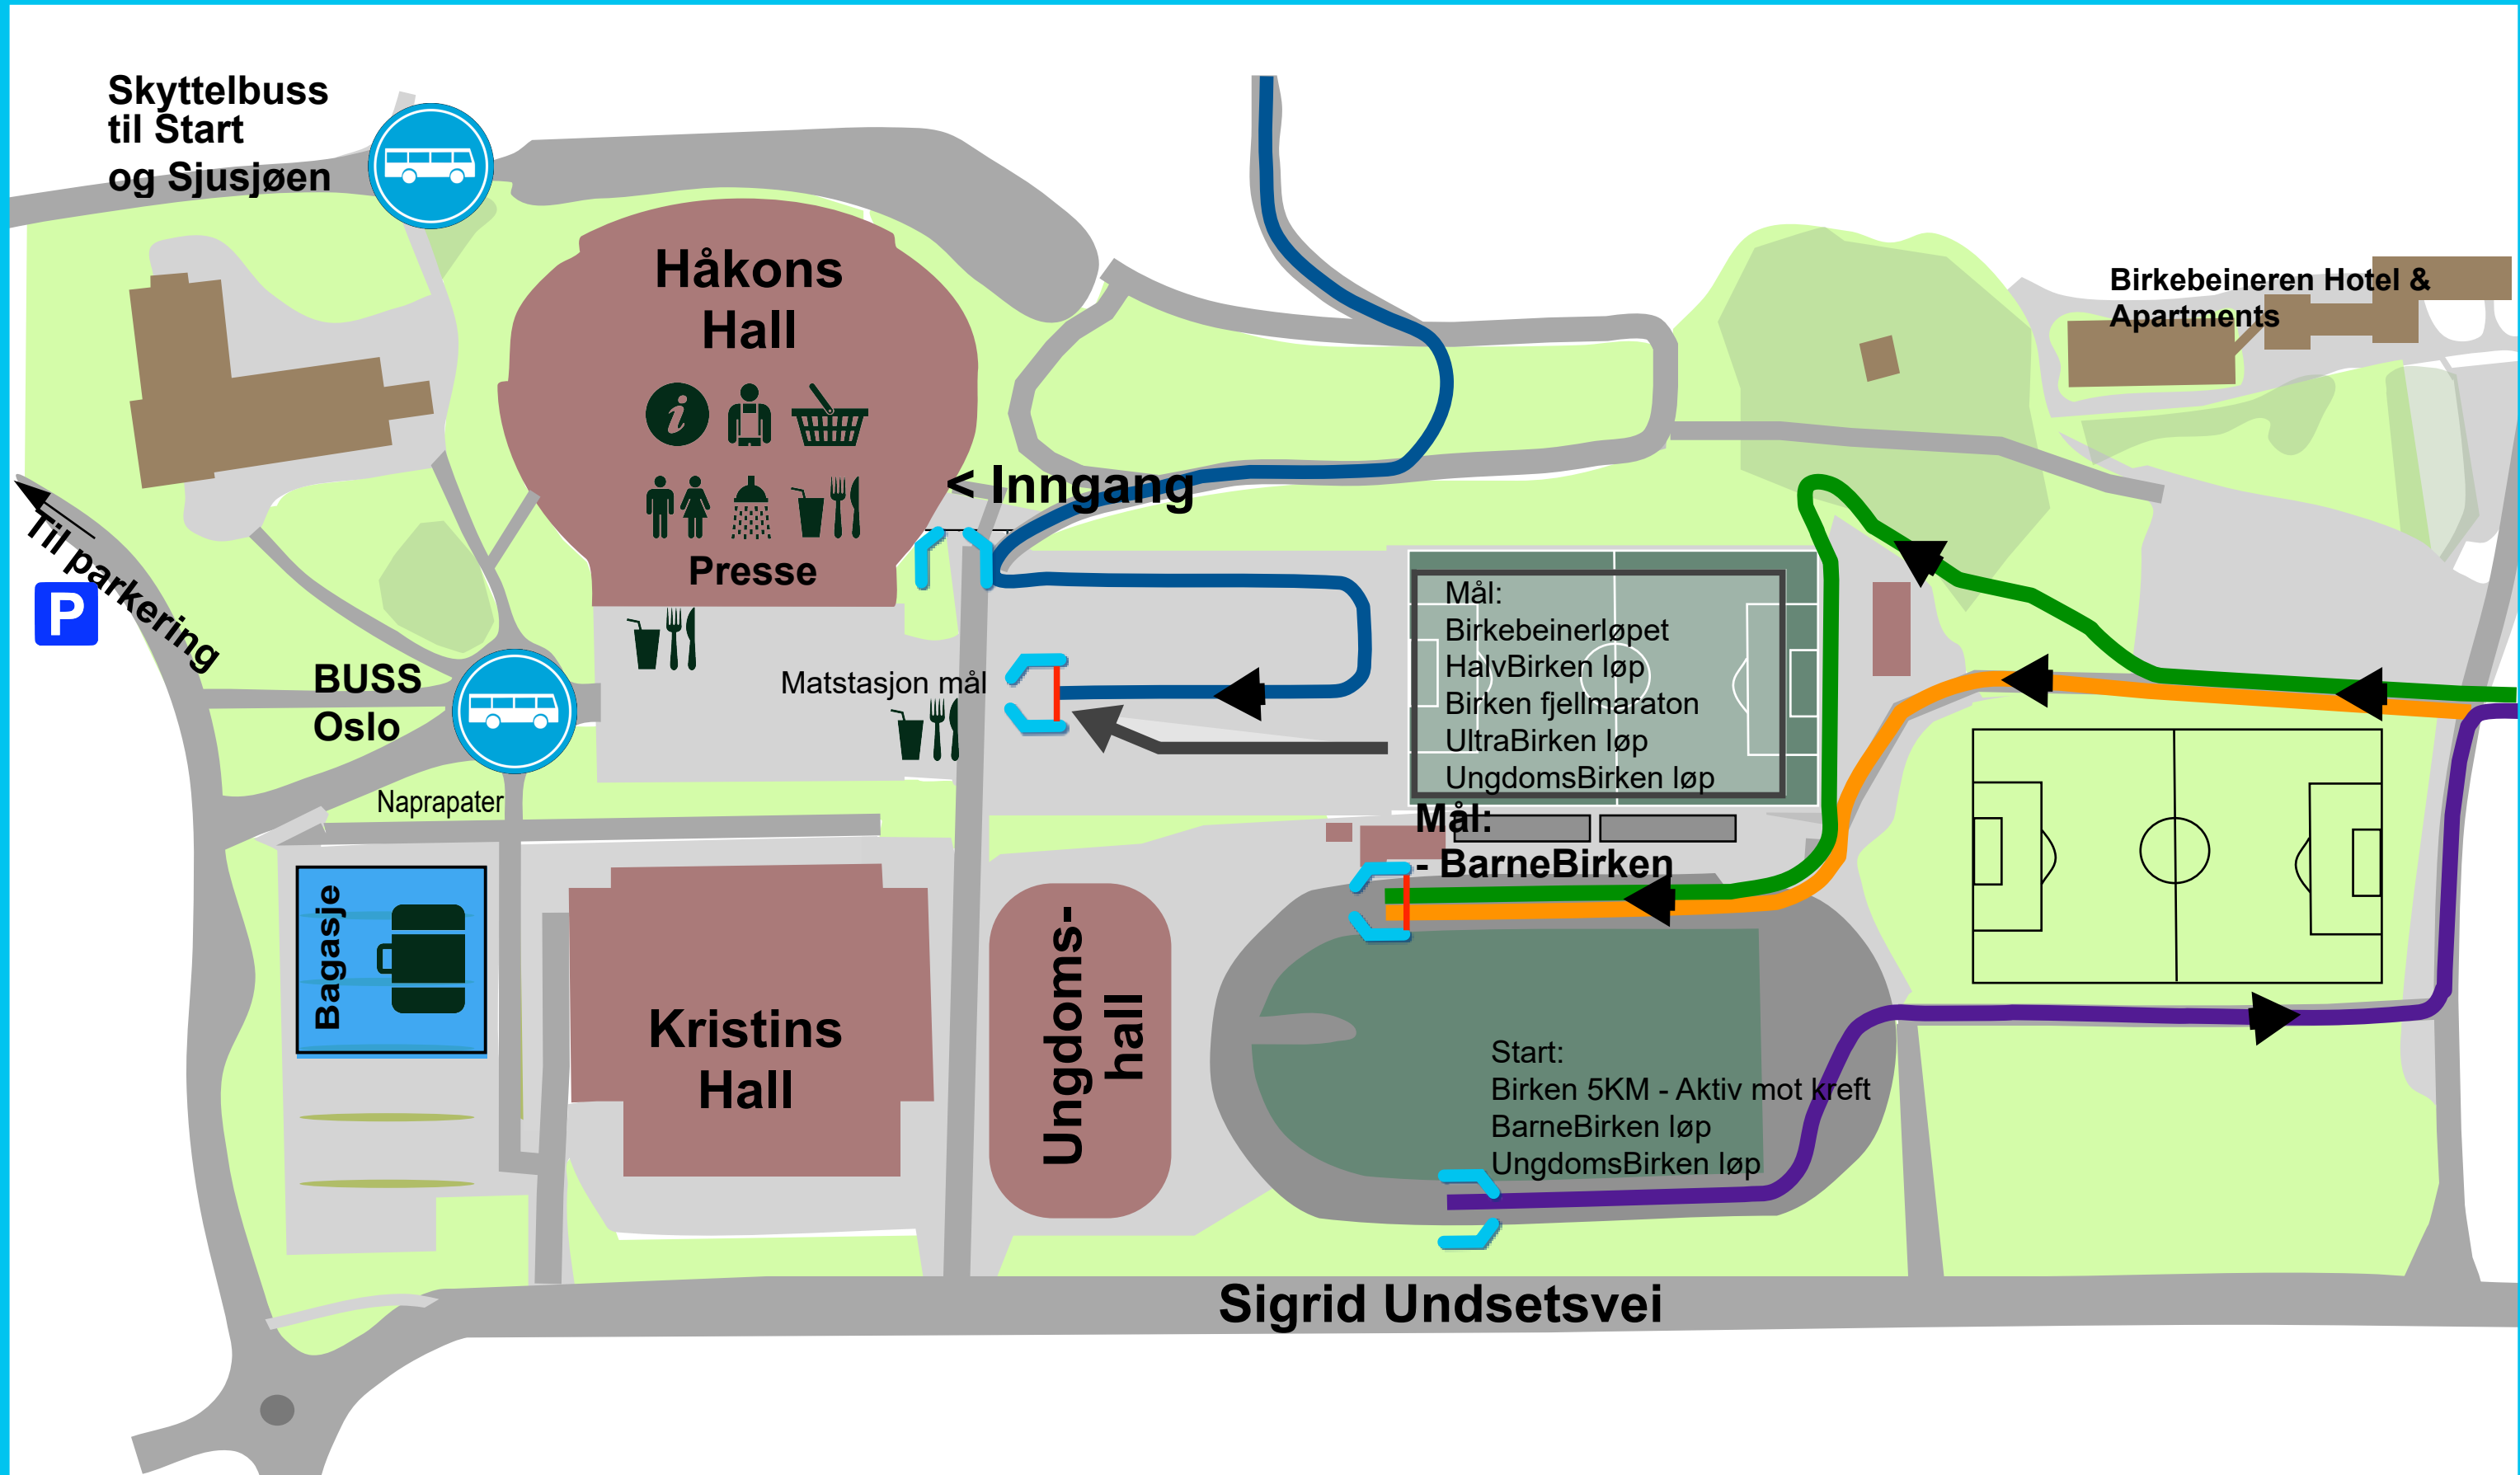 Skyttelbuss
til Start
og Sjusjøen
Håkons
Hall
i
Birkebeineren Hotel &
Apartments
< Inngang
Presse
Til parkering
P
BUSS
Oslo
Matstasjon mål
Mål:
Birkebeinerløpet
HalvBirken løp
Birken fjellmaraton
UltraBirken løp
UngdomsBirken løp
Naprapater
Mål:
- BarneBirken
Bagasje
Kristins
Hall
Ungdoms-
hall
Start:
Birken 5KM - Aktiv mot kreft
BarneBirken løp
UngdomsBirken løp
Sigrid Undsetsvei